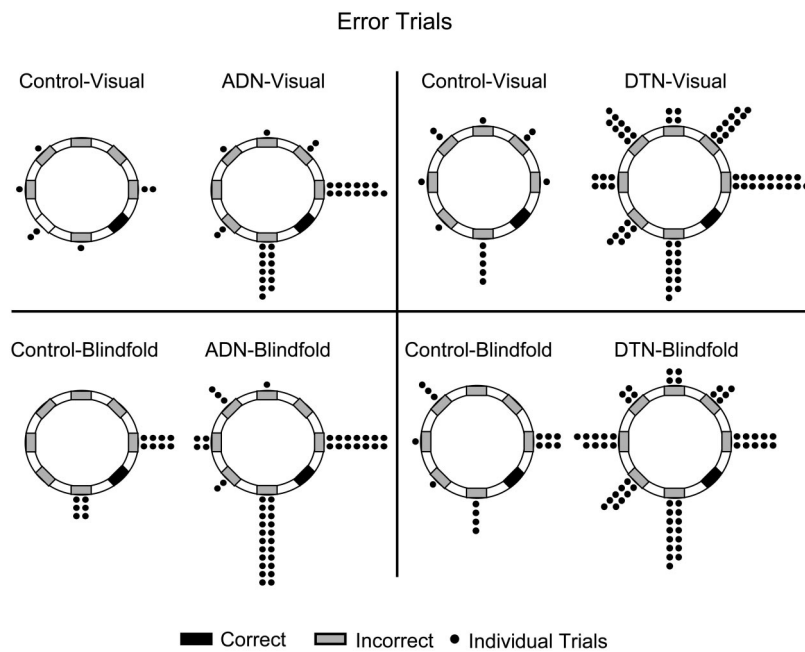 Error Trials
Control-Visual
ADN-Visual
Control-Visual
DTN-Visual
Control-Blindfold
ADN-Blindfold
Control-Blindfold
DTN-Blindfold
Correct
Incorrect
Individual Trials